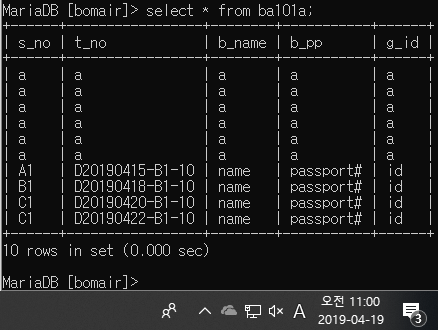 MariaDB [bomair]> select * from ba101a;
+------+-----------------+--------+-----------+------+
| s_no | t_no | b_name | b_pp | g_id |
+------+-----------------+--------+-----------+------+
| a | a | a | a | a |
| a | a | a | a | a |
| a | a | a | a | a |
| a | a | a | a | a |
| a | a | a | a | a |
| a | a | a | a | a |
| A1 | D20190415-B1-10 | name | passport# | id |
| B1 | D20190418-B1-10 | name | passport# | id |
| C1 | D20190420-B1-10 | name | passport# | id |
| C1 | D20190422-B1-10 | name | passport# | id |
+------+-----------------+--------+-----------+------+
10 rows in set (0.000 sec)
MariaDB [bomair]>
A
오전 11:00
2019-04-19
3